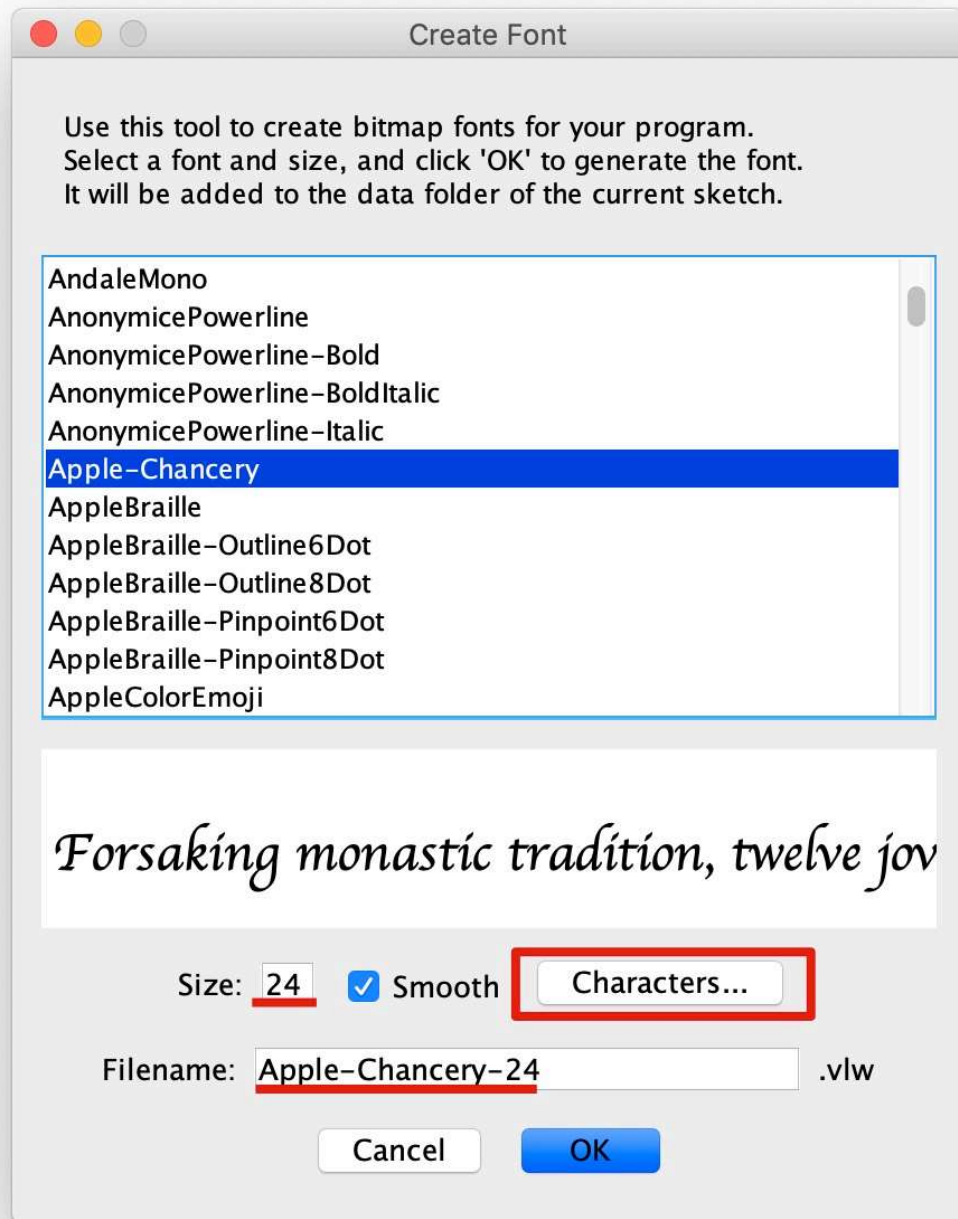 Create Font
Use this tool to create bitmap fonts for your program.
Select a font and size, and click 'OK' to generate the font.
It will be added to the data folder of the current sketch.
AndaleMono
AnonymicePowerline
AnonymicePowerline-Bold
AnonymicePowerline-BoldItalic
AnonymicePowerline-Italic
Apple-Chancery
AppleBraille
AppleBraille-Outline6Dot
AppleBraille-Outline8Dot
AppleBraille-Pinpoint6Dot
AppleBraille-Pinpoint8Dot
AppleColorEmoji
Forsaking monastic tradition, twelve jov
Size: 24 Smooth Characters...
Filename: Apple-Chancery-24 .vlw
Cancel OK